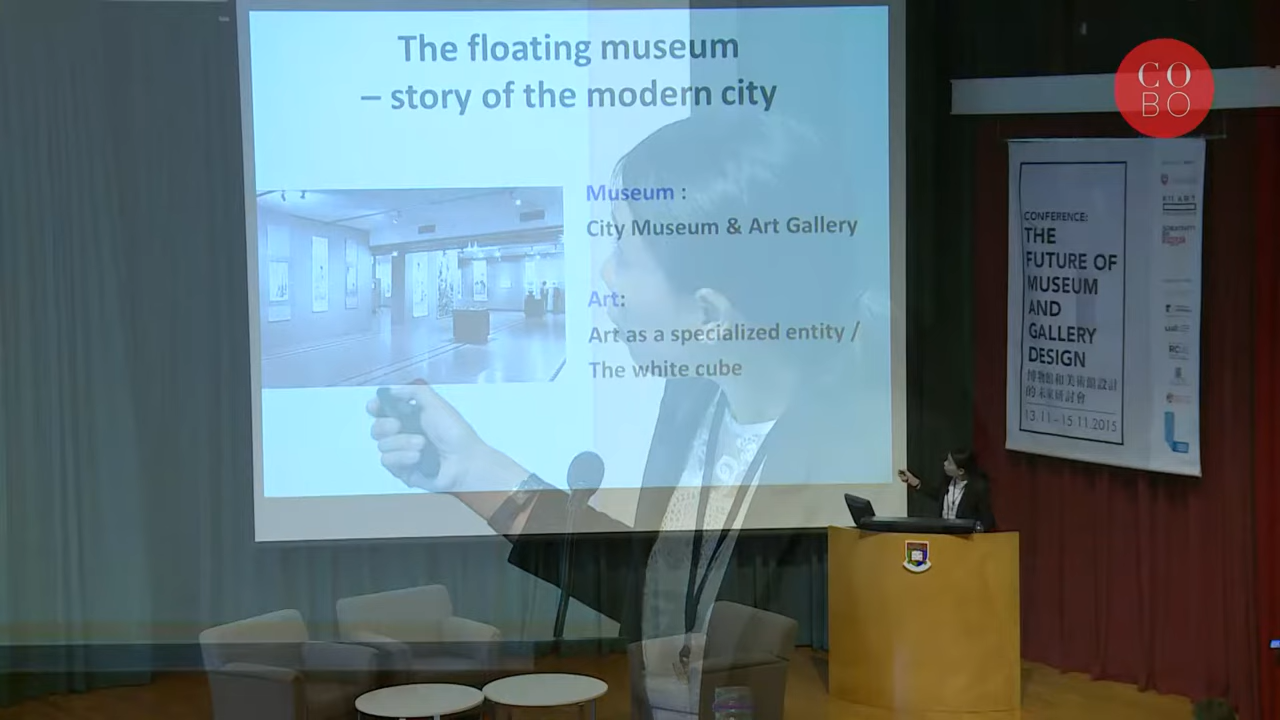 The floating museum
– story of the modern city
Museum :
City Museum & Art Gallery
Art:
Art as a specialized entity /
The white cube
CO
BO
CONFERENCE:
THE
FUTURE OF
MUSEUM
AND
GALLERY
DESIGN
博物館和美術館設計
的未來研討會
13.11–15.11.2015